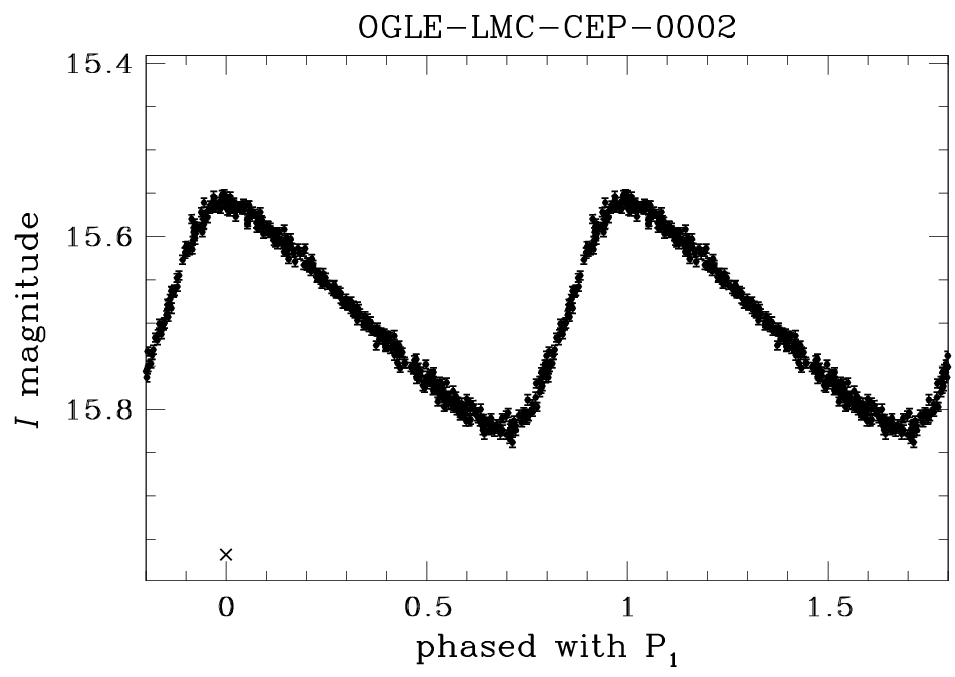 OGLE-LMC-CEP-0002
15.4
15.6
15.8
I magnitude
0 0.5 1 1.5
phased with P₁